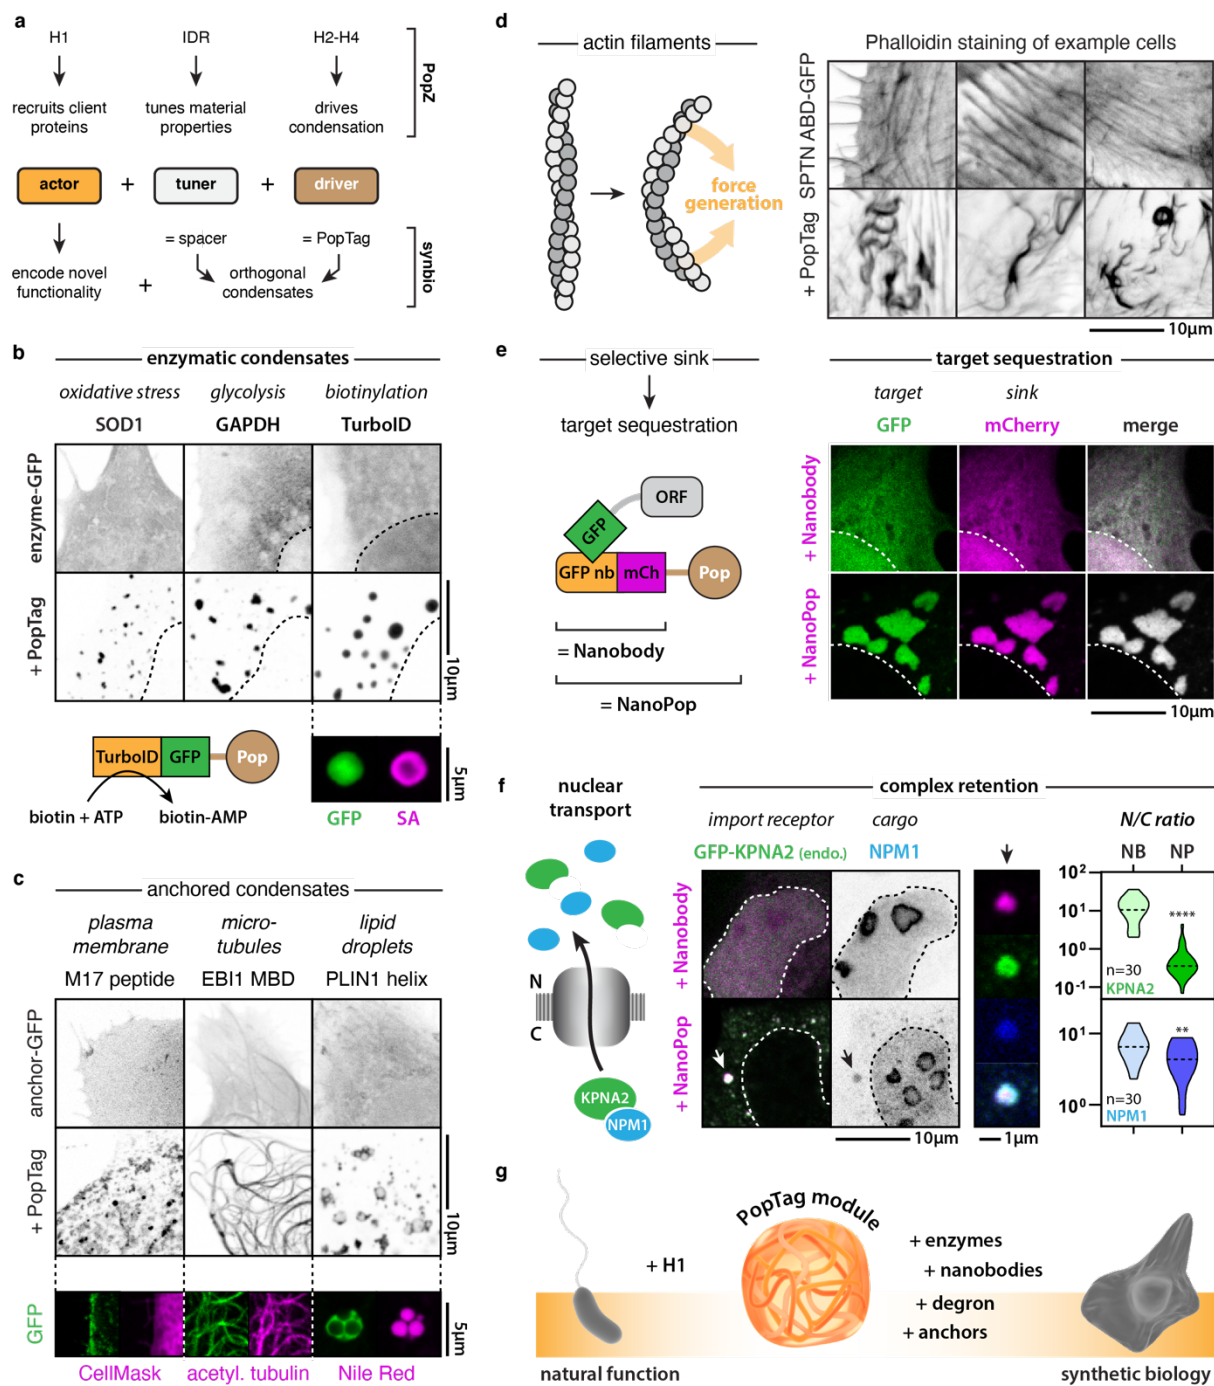 a
H1
IDR
H2-H4
recruits client
proteins
tunes material
properties
drives
condensation
PopZ
actor
+
tuner
+
driver
= spacer
= PopTag
encode novel
functionality
+
orthogonal
condensates
synbio
b
enzymatic condensates
oxidative stress
glycolysis
biotinylation
SOD1
GAPDH
TurboID
enzyme-GFP
+ PopTag
10µm
TurboID
GFP
Pop
biotin + ATP
biotin-AMP
GFP
SA
5µm
c
anchored condensates
plasma
membrane
micro-
tubules
lipid
droplets
M17 peptide
EBI1 MBD
PLIN1 helix
anchor-GFP
+ PopTag
10µm
GFP
5µm
CellMask
acetyl. tubulin
Nile Red
d
actin filaments
force
generation
Phalloidin staining of example cells
SPTN ABD-GFP
+ PopTag
10µm
e
selective sink
target sequestration
ORF
GFP
GFP nb
mCh
Pop
= Nanobody
= NanoPop
target sequestration
target
sink
GFP
mCherry
merge
+ Nanobody
+ NanoPop
10µm
f
nuclear
transport
N
C
KPNA2
NPM1
complex retention
import receptor
cargo
N/C ratio
GFP-KPNA2 (endo.)
NPM1
NB
NP
+ Nanobody
+ NanoPop
10µm
1µm
10²
10¹
10⁰
10⁻¹
****
n=30
KPNA2
10¹
10⁰
**
n=30
NPM1
g
+ H1
PopTag module
+ enzymes
+ nanobodies
+ degron
+ anchors
natural function
synthetic biology